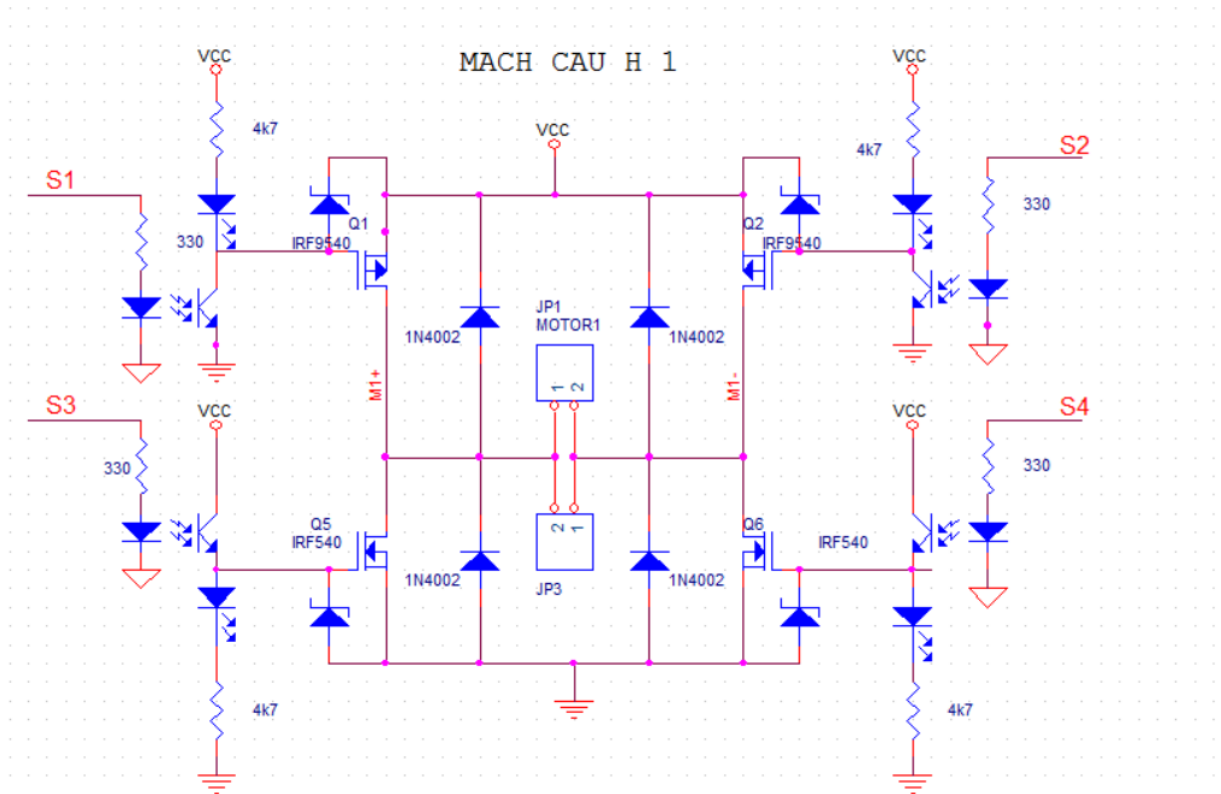 MACH CAU H 1
VCC
VCC
VCC
4k7
4k7
S1
S2
330
330
Q1
IRF9540
Q2
IRF9540
JP1
MOTOR1
1N4002
1N4002
1
2
M1+
M1-
S3
S4
VCC
VCC
330
330
Q5
IRF540
Q6
IRF540
2
1
1N4002
1N4002
JP3
4k7
4k7